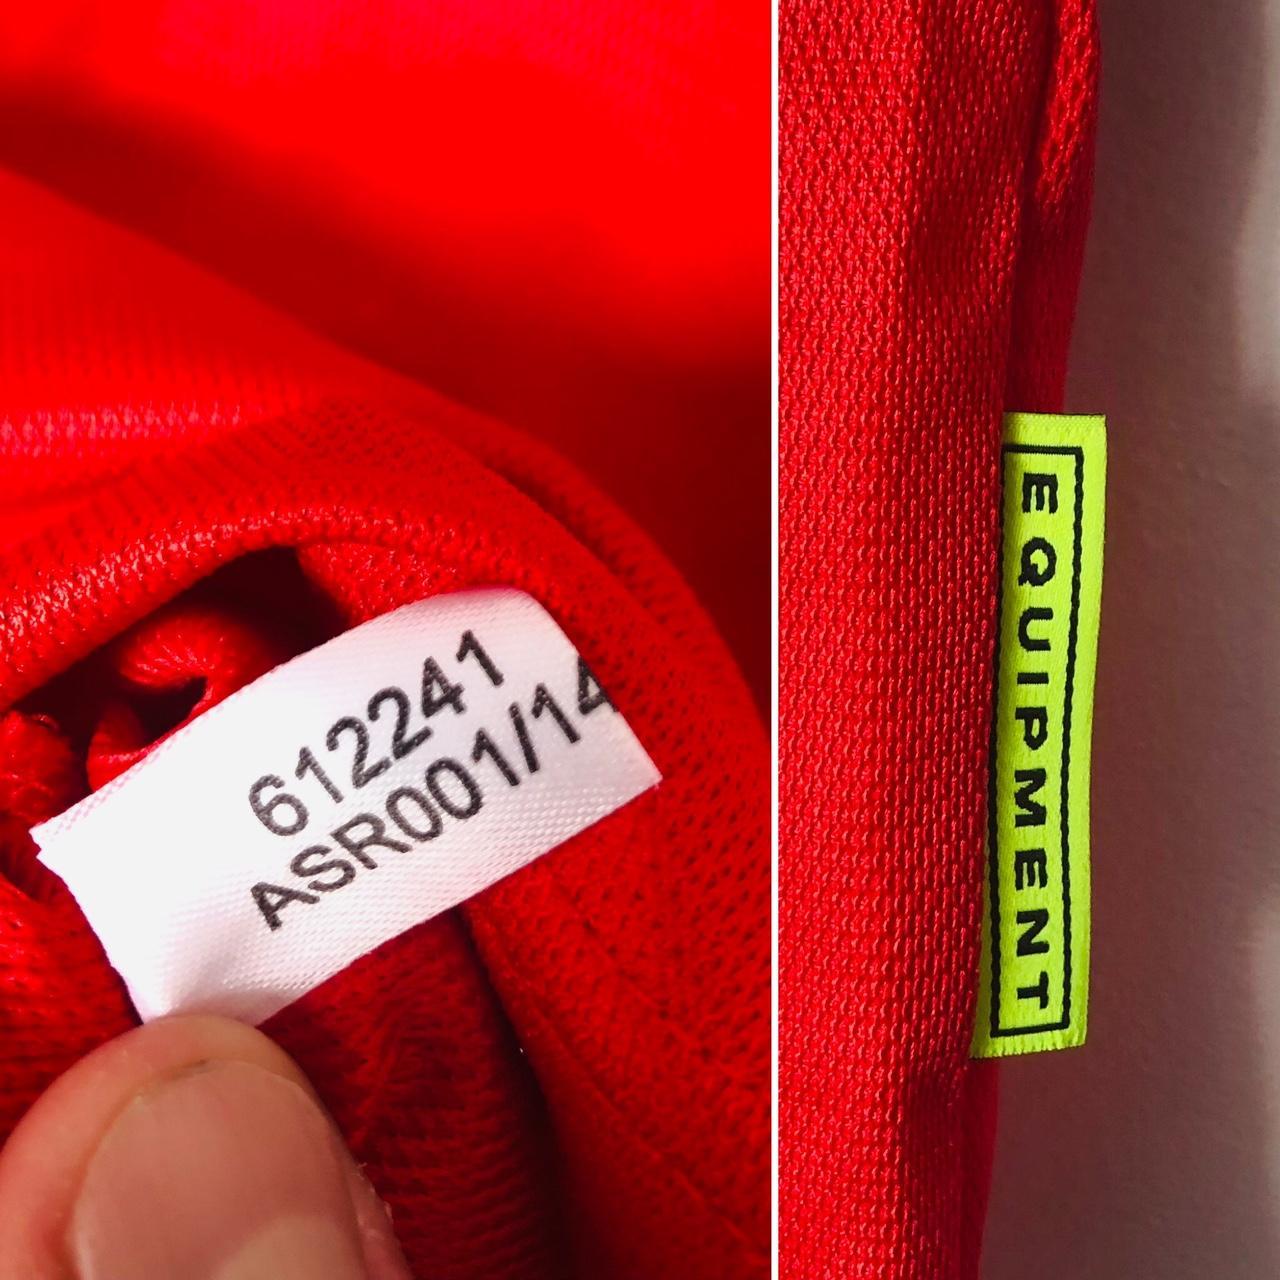 612241
ASR001/14
EQUIPMENT